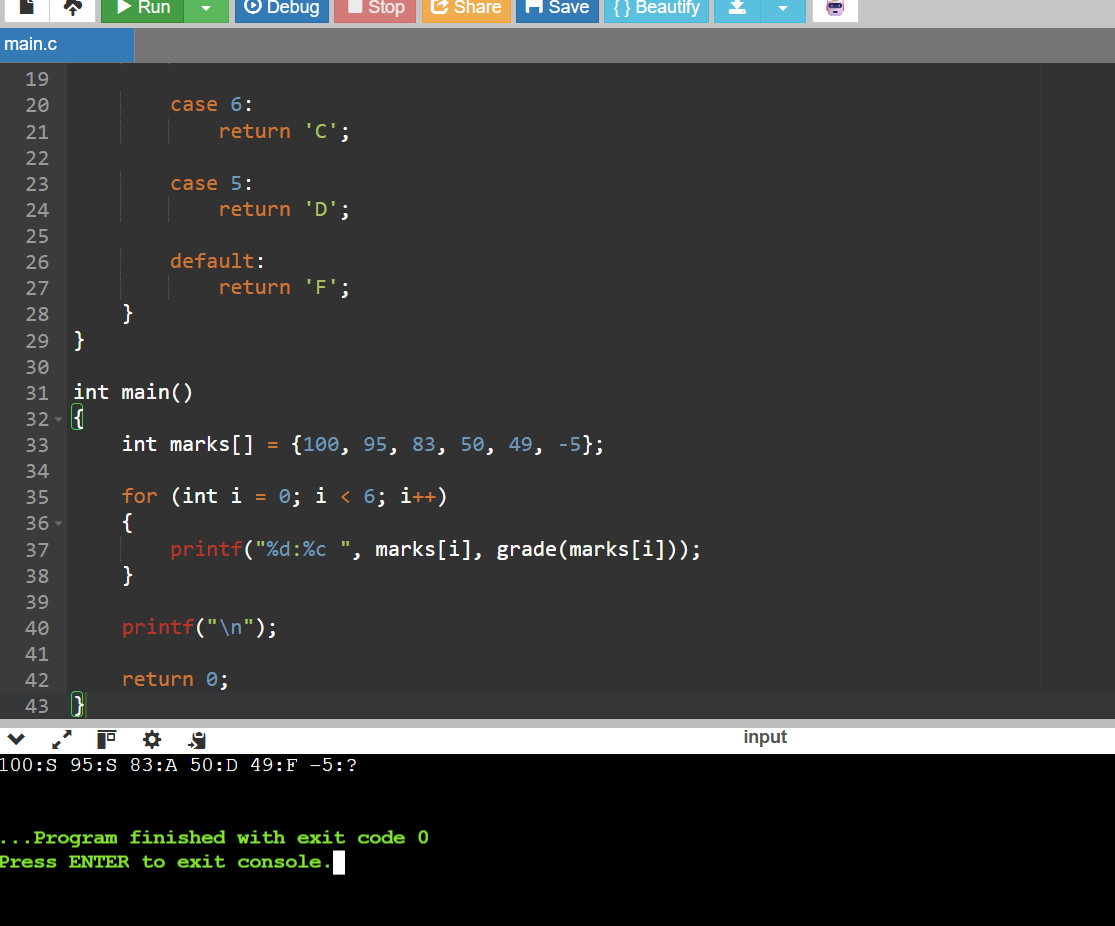 Run Debug Stop Share Save { } Beautify
main.c
19
20 case 6:
21 return 'C';
22
23 case 5:
24 return 'D';
25
26 default:
27 return 'F';
28 }
29 }
30
31 int main()
32 {
33 int marks[] = {100, 95, 83, 50, 49, -5};
34
35 for (int i = 0; i < 6; i++)
36 {
37 printf("%d:%c ", marks[i], grade(marks[i]));
38 }
39
40 printf("\n");
41
42 return 0;
43 }
input
100:S 95:S 83:A 50:D 49:F -5:?
...Program finished with exit code 0
Press ENTER to exit console.